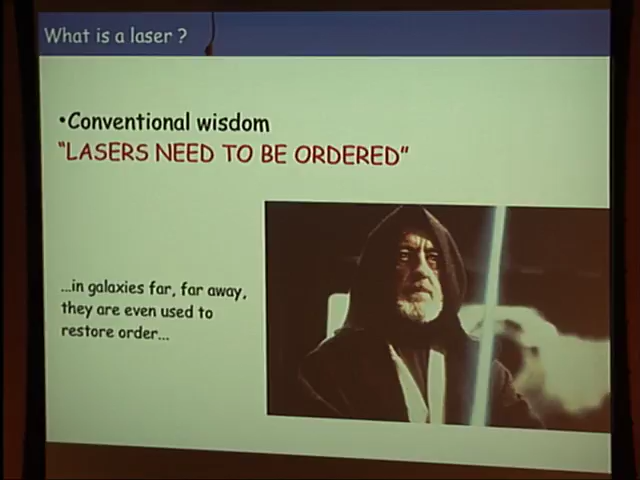 What is a laser ?
•Conventional wisdom
“LASERS NEED TO BE ORDERED”
...in galaxies far, far away,
they are even used to
restore order...